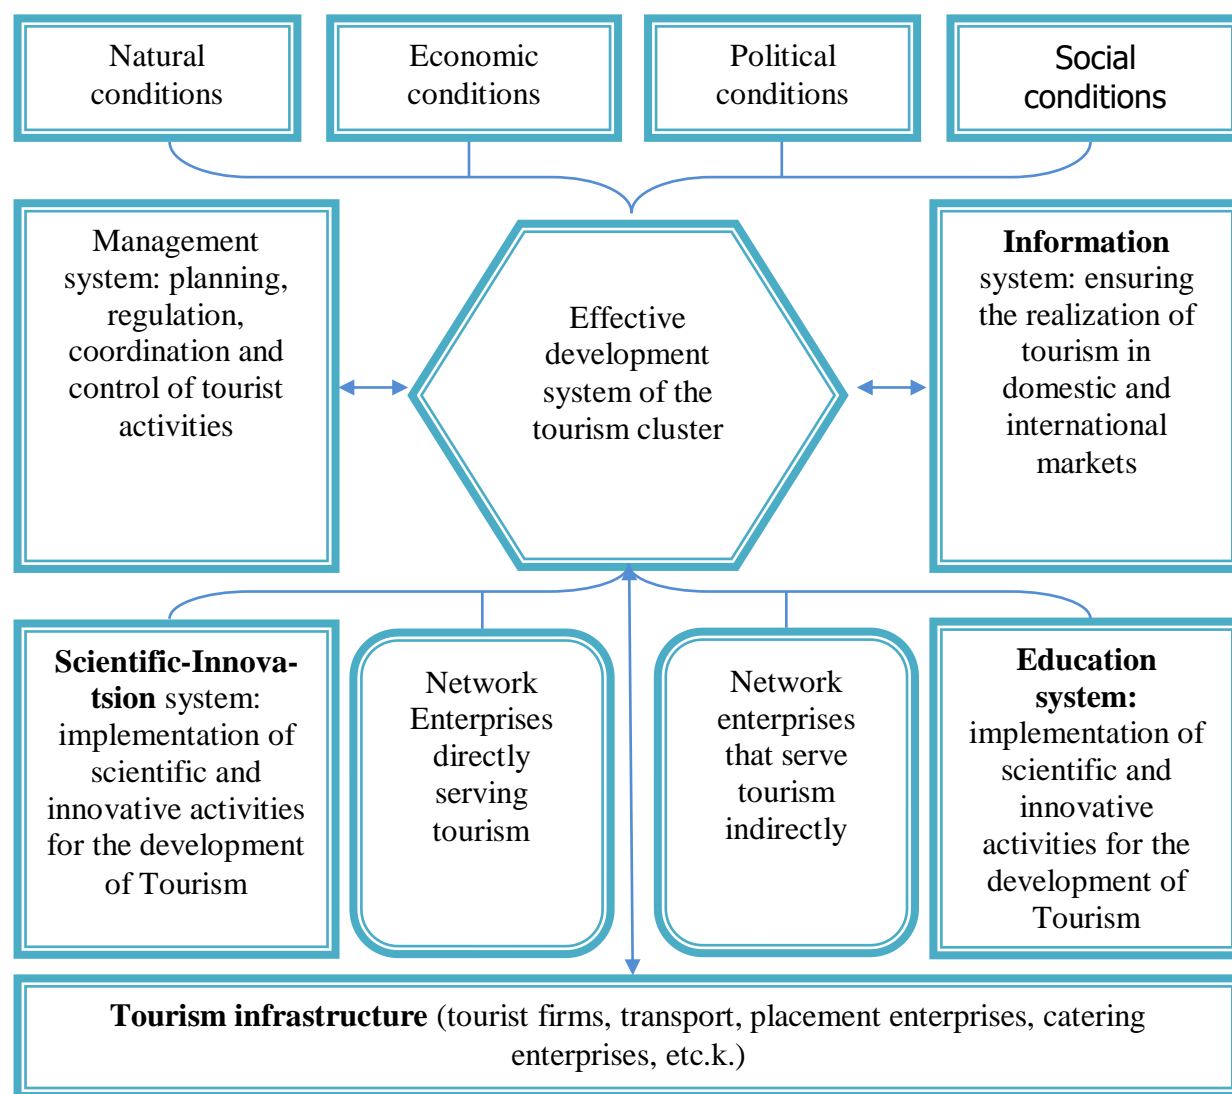 Natural
conditions
Economic
conditions
Political
conditions
Social
conditions
Management
system: planning,
regulation,
coordination and
control of tourist
activities
Effective
development
system of the
tourism cluster
Information
system: ensuring
the realization of
tourism in
domestic and
international
markets
Scientific-Innova-
tsion system:
implementation of
scientific and
innovative activities
for the development
of Tourism
Network
Enterprises
directly
serving
tourism
Network
enterprises
that serve
tourism
indirectly
Education
system:
implementation of
scientific and
innovative
activities for the
development of
Tourism
Tourism infrastructure (tourist firms, transport, placement enterprises, catering
enterprises, etc.k.)